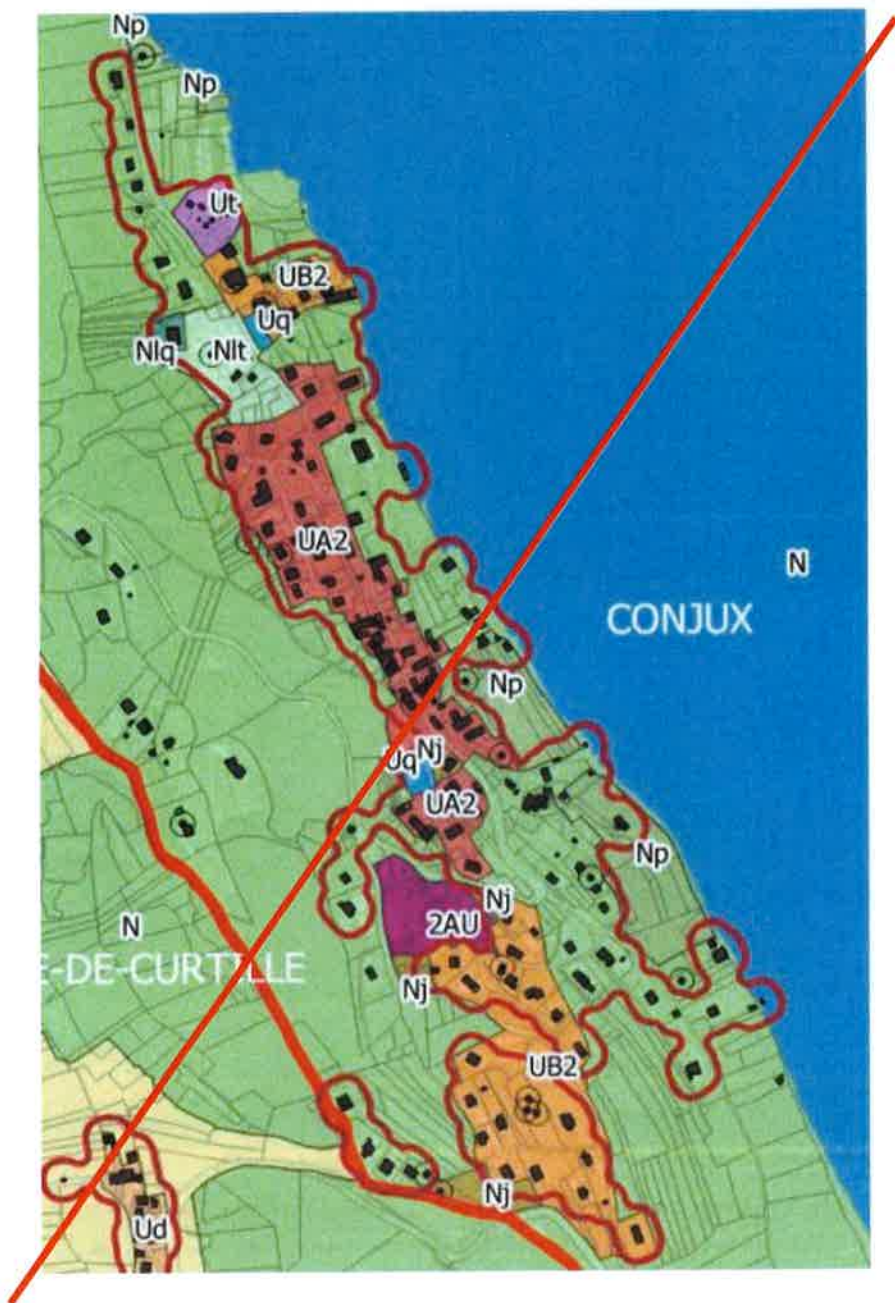 Np
Np
Ut
UB2
Uq
Nlq
Nlt
UA2
N
CONJUX
Np
Nj
Uq
UA2
Np
Nj
2AU
N
E-DE-CURTILLE
Nj
UB2
Nj
Ud